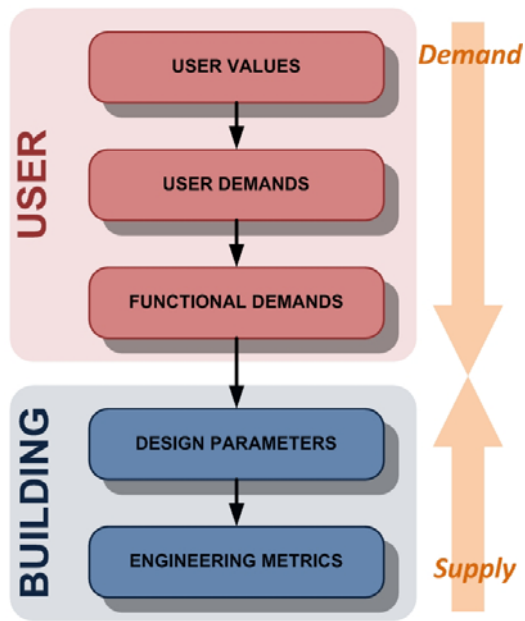 USER
USER VALUES
USER DEMANDS
FUNCTIONAL DEMANDS
Demand
BUILDING
DESIGN PARAMETERS
ENGINEERING METRICS
Supply